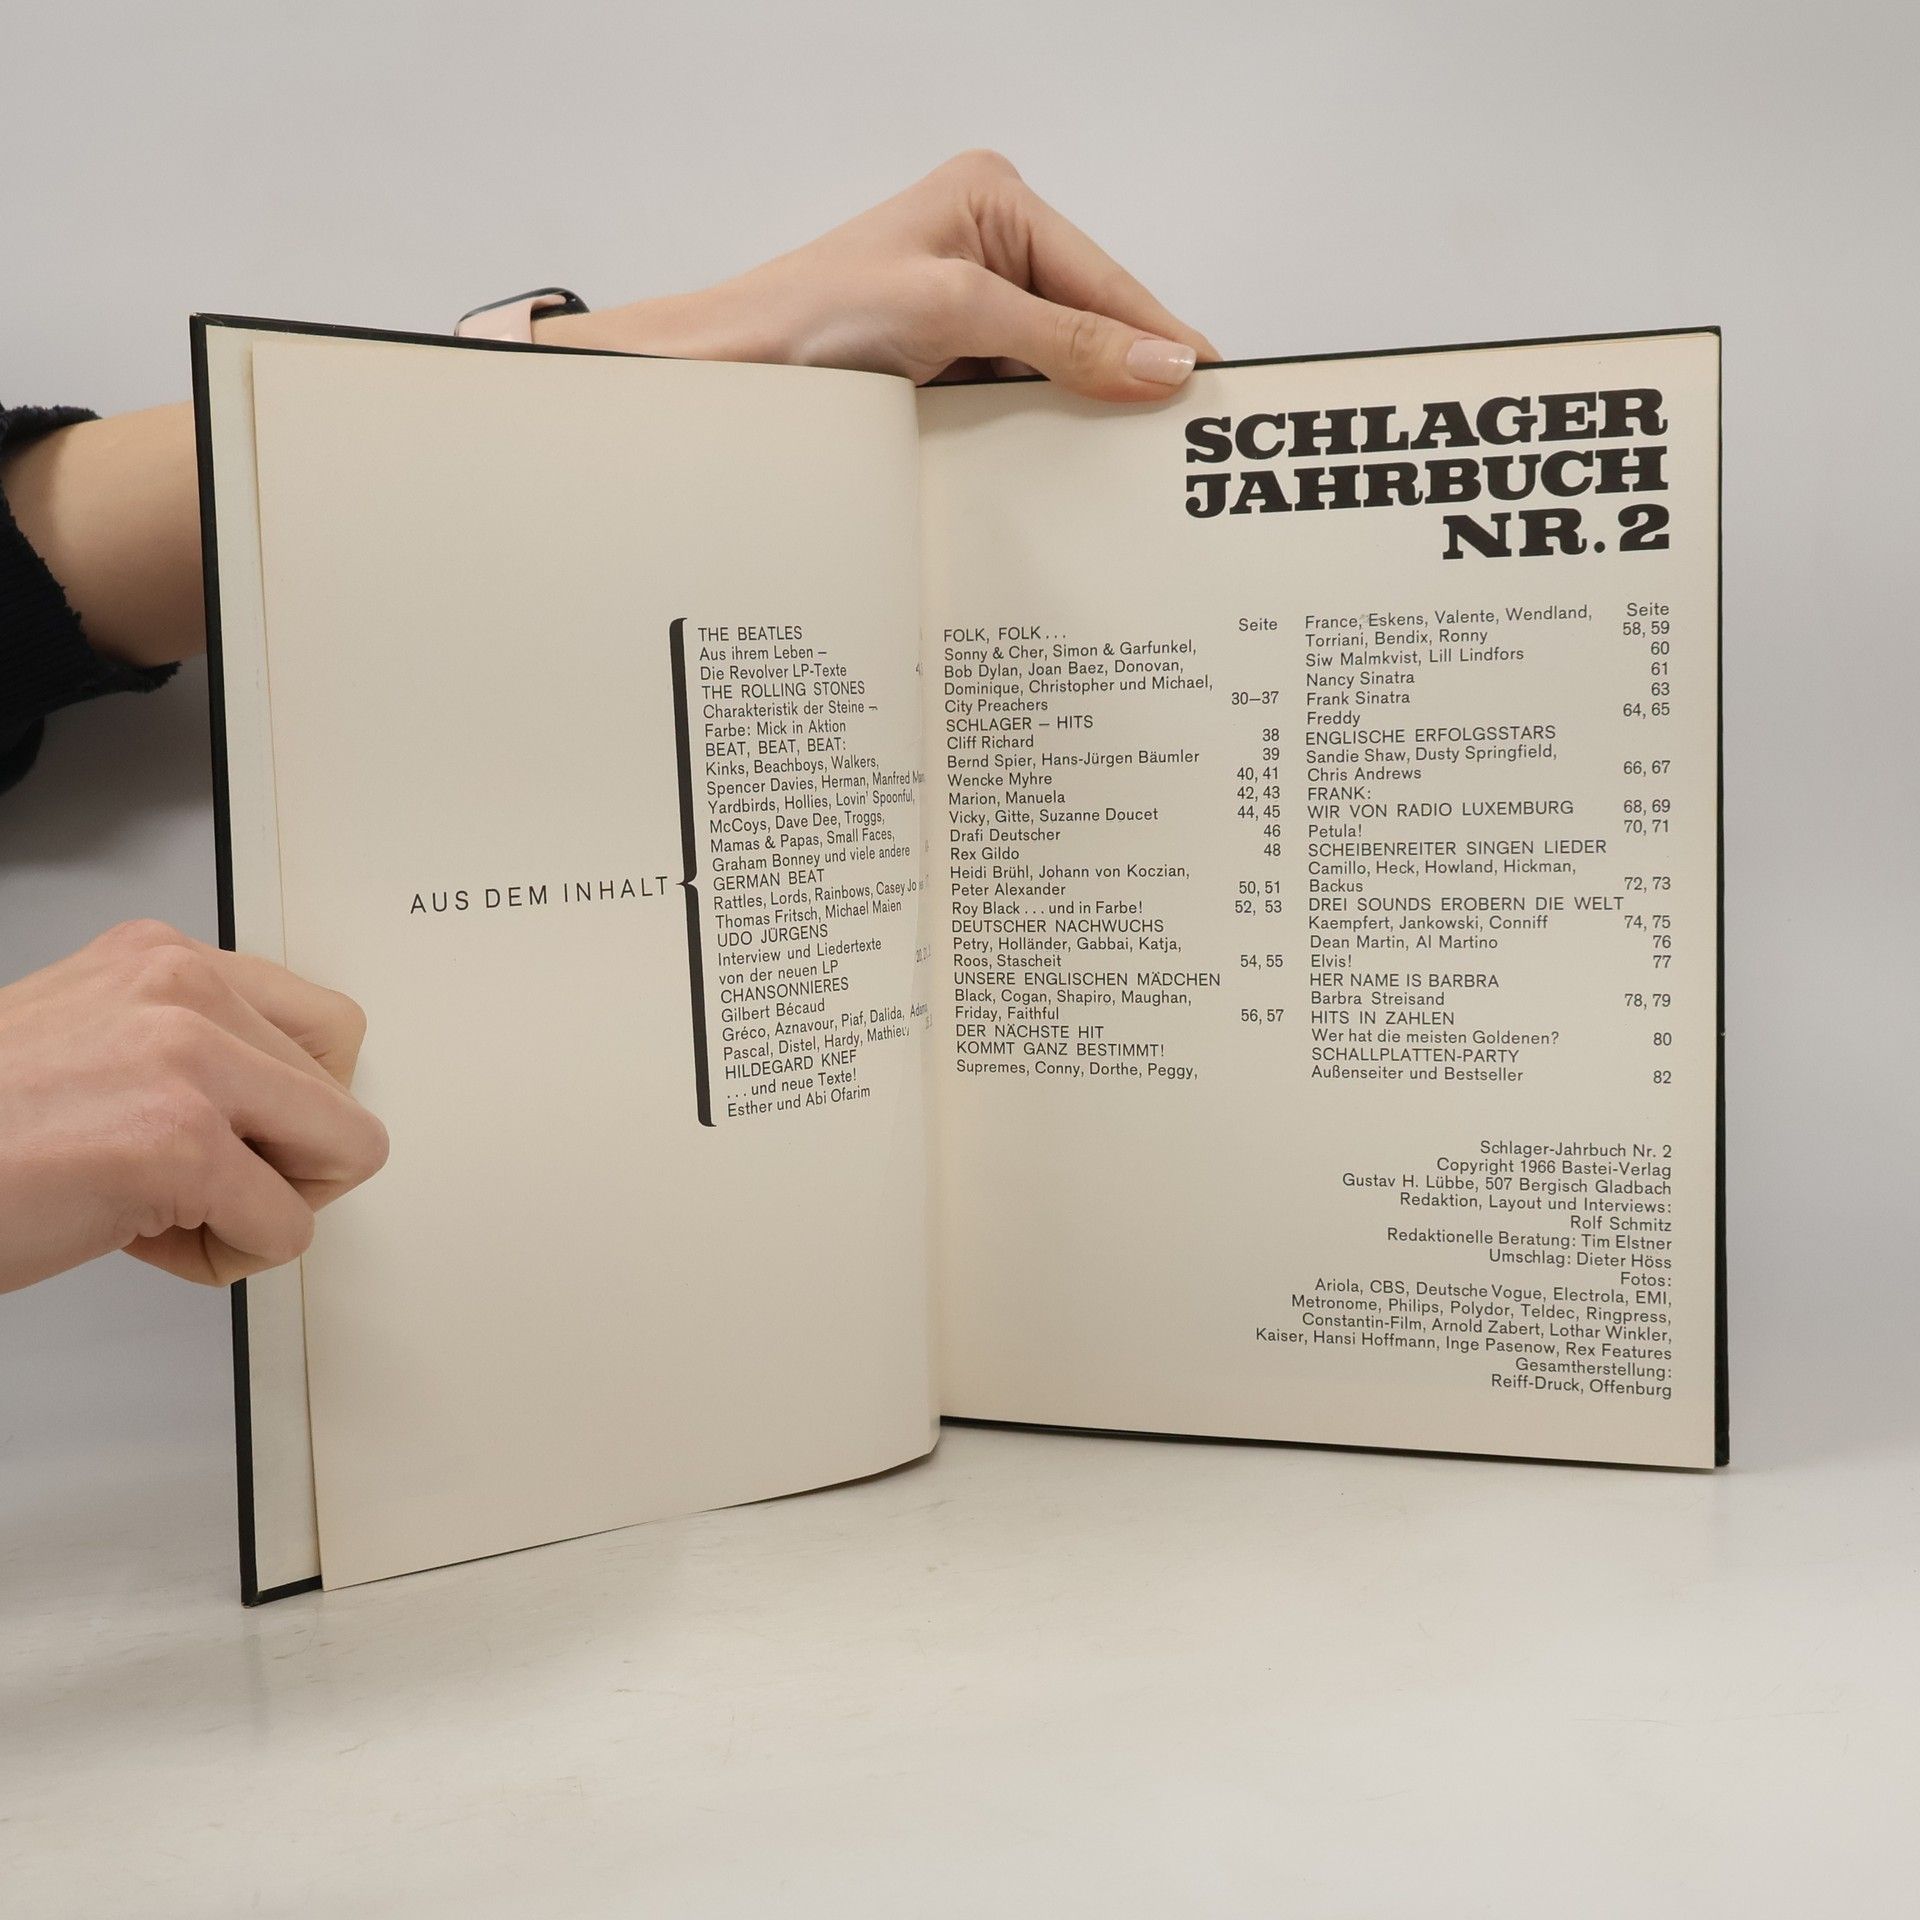 AUS DEM INHALT
THE BEATLES
Aus ihrem Leben –
Die Revolver LP-Texte
THE ROLLING STONES
Charakteristik der Steine –
Farbe: Mick in Aktion
BEAT, BEAT, BEAT:
Kinks, Beachboys, Walkers,
Spencer Davies, Herman, Manfred
Yardbirds, Hollies, Lovin' Spoonful,
McCoys, Dave Dee, Troggs,
Mamas & Papas, Small Faces,
Graham Bonney und viele andere
GERMAN BEAT
Rattles, Lords, Rainbows, Casey
Thomas Fritsch, Michael Maien
UDO JÜRGENS
Interview und Liedertexte
von der neuen LP
CHANSONNIERES
Gilbert Bécaud
Gréco, Aznavour, Piaf, Dalida,
Pascal, Distel, Hardy, Mathieu
HILDEGARD KNEF
... und neue Texte!
Esther und Abi Ofarim
SCHLAGER
JAHRBUCH
NR. 2
Seite
FOLK, FOLK...
Sonny & Cher, Simon & Garfunkel,
Bob Dylan, Joan Baez, Donovan,
Dominique, Christopher und Michael,
City Preachers 30–37
SCHLAGER – HITS
Cliff Richard 38
Bernd Spier, Hans-Jürgen Bäumler 39
Wencke Myhre 40, 41
Marion, Manuela 42, 43
Vicky, Gitte, Suzanne Doucet 44, 45
Drafi Deutscher 46
Rex Gildo 48
Heidi Brühl, Johann von Koczian,
Peter Alexander 50, 51
Roy Black ... und in Farbe! 52, 53
DEUTSCHER NACHWUCHS
Petry, Holländer, Gabbai, Katja,
Roos, Stascheit 54, 55
UNSERE ENGLISCHEN MÄDCHEN
Black, Cogan, Shapiro, Maughan,
Friday, Faithful 56, 57
DER NÄCHSTE HIT
KOMMT GANZ BESTIMMT!
Supremes, Conny, Dorthe, Peggy,
Seite
France, Eskens, Valente, Wendland,
Torriani, Bendix, Ronny 58, 59
Siw Malmkvist, Lill Lindfors 60
Nancy Sinatra 61
Frank Sinatra 63
Freddy 64, 65
ENGLISCHE ERFOLGSSTARS
Sandie Shaw, Dusty Springfield,
Chris Andrews 66, 67
FRANK:
WIR VON RADIO LUXEMBURG 68, 69
Petula! 70, 71
SCHEIBENREITER SINGEN LIEDER
Camillo, Heck, Howland, Hickman,
Backus 72, 73
DREI SOUNDS EROBERN DIE WELT
Kaempfert, Jankowski, Conniff 74, 75
Dean Martin, Al Martino 76
Elvis! 77
HER NAME IS BARBRA
Barbra Streisand 78, 79
HITS IN ZAHLEN
Wer hat die meisten Goldenen? 80
SCHALLPLATTEN-PARTY
Außenseiter und Bestseller 82
Schlager-Jahrbuch Nr. 2
Copyright 1966 Bastei-Verlag
Gustav H. Lübbe, 507 Bergisch Gladbach
Redaktion, Layout und Interviews:
Rolf Schmitz
Redaktionelle Beratung: Tim Elstner
Umschlag: Dieter Höss
Fotos:
Ariola, CBS, Deutsche Vogue, Electrola, EMI,
Metronome, Philips, Polydor, Teldec, Ringpress,
Constantin-Film, Arnold Zabert, Lothar Winkler,
Kaiser, Hansi Hoffmann, Inge Pasenow, Rex Features
Gesamtherstellung:
Reiff-Druck, Offenburg